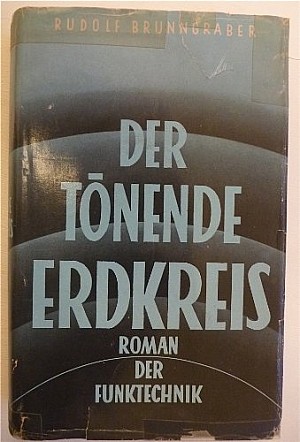 RUDOLF BRUNNGRABER
DER
TÖNENDE
ERDKREIS
ROMAN
DER
FUNKTECHNIK